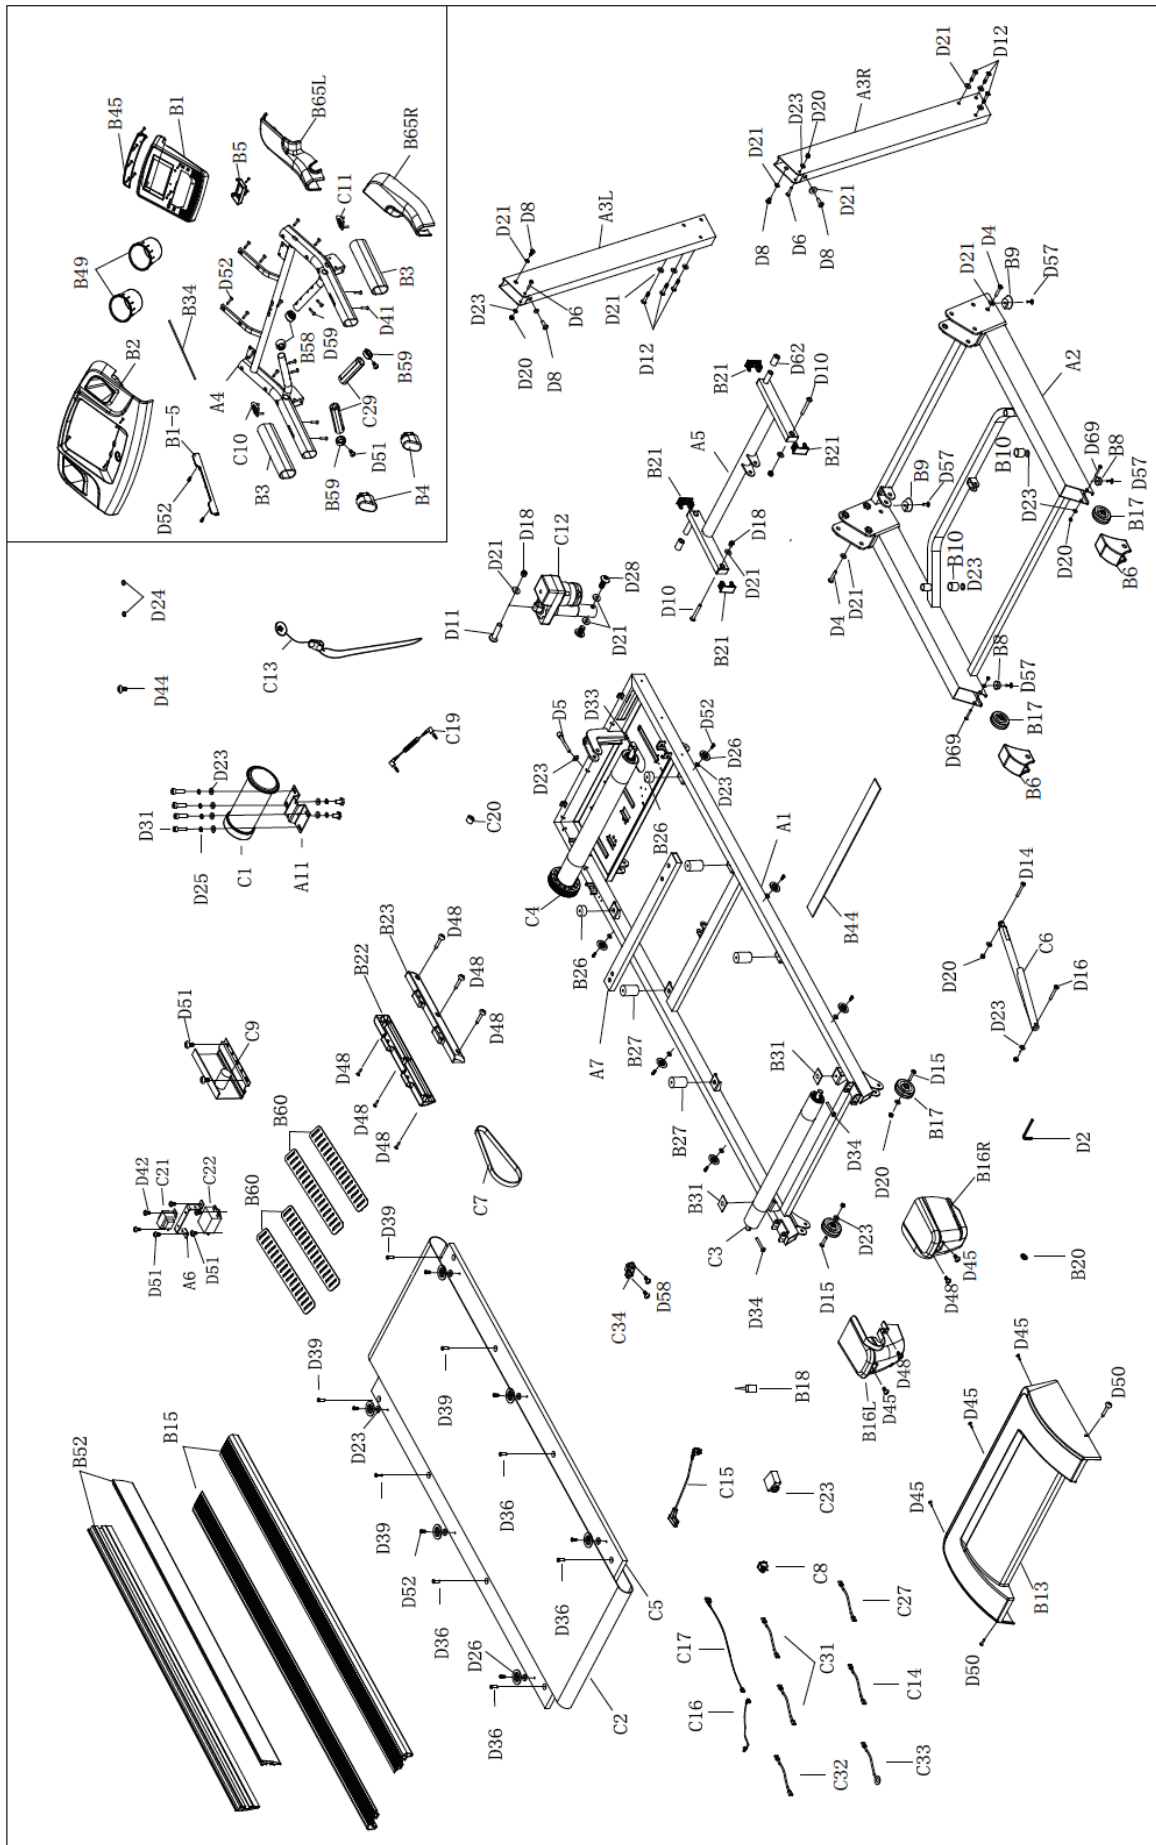 B45
B1
B65L
B65R
B5
C11
B49
D52
B3
D41
B34
B58
D59
B59
B2
A4
C29
C10
B1-5
B3
D51
B59
B4
D52
D21
D12
A3R
D23
D20
D21
D21
D8
D6
D8
D21
D8
A3L
D23
D6
D21
D20
D8
D12
D4
D21
B9
D57
A2
D62
B21
D10
A5
B21
B21
D69
B8
D57
B10
B9
D57
D23
B17
D18
D20
B6
B10
D23
D21
D4
D21
D10
B21
B8
D57
B17
D69
B6
D18
D21
C12
D28
D11
D21
D24
C13
D44
C19
D5
D33
D52
D26
D23
D23
D23
D31
D25
C1
A11
C20
B26
A1
C4
B44
D14
B23
D48
B22
D48
B26
D48
C6
D20
D16
D51
C9
A7
B27
D23
D48
B31
D15
D48
D48
B60
B27
B17
D34
D20
D2
B16R
D42
C21
C22
B60
C7
B31
D23
C3
D51
A6
D51
D39
D45
D48
B20
D15
D34
D58
C34
D48
D45
D39
D39
B18
D45
B16L
D50
B15
D23
D45
B52
D36
C15
C23
D45
D39
D52
D36
C8
C5
C27
B13
D36
D26
C17
C31
D50
C14
C2
C16
D36
C32
C33